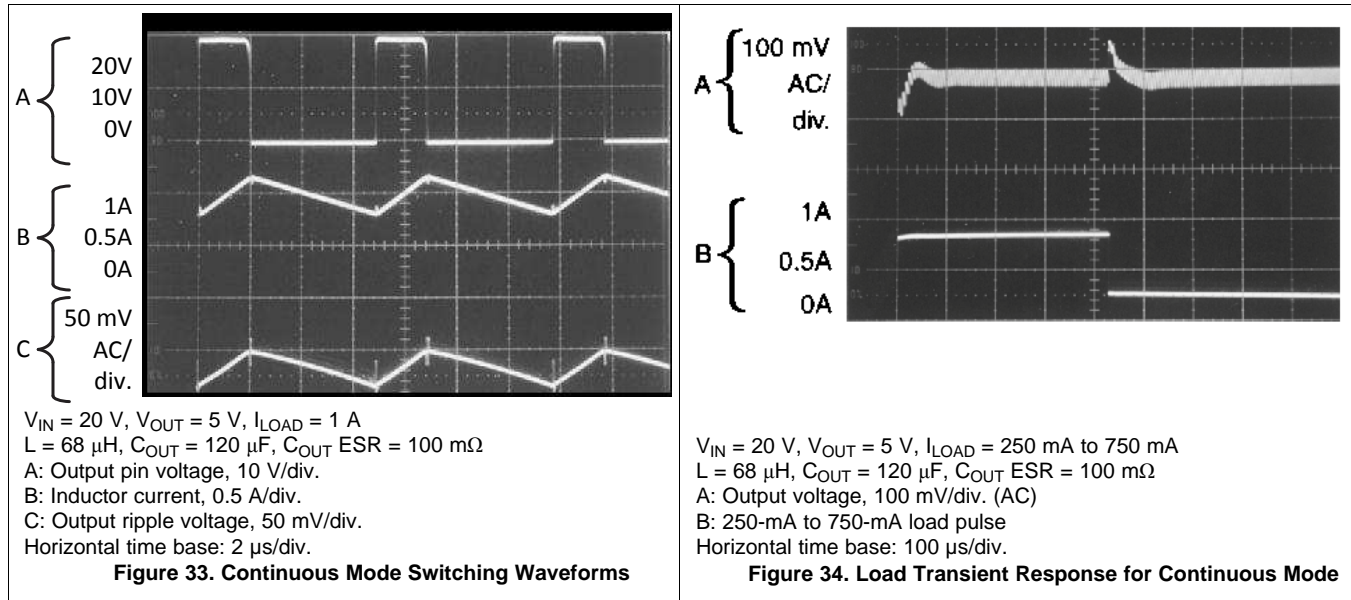 A
20V
10V
0V
B
1A
0.5A
0A
C
50 mV
AC/
div.
V_IN = 20 V, V_OUT = 5 V, I_LOAD = 1 A
L = 68 μH, C_OUT = 120 μF, C_OUT ESR = 100 mΩ
A: Output pin voltage, 10 V/div.
B: Inductor current, 0.5 A/div.
C: Output ripple voltage, 50 mV/div.
Horizontal time base: 2 μs/div.
Figure 33. Continuous Mode Switching Waveforms
A
100 mV
AC/
div.
B
1A
0.5A
0A
V_IN = 20 V, V_OUT = 5 V, I_LOAD = 250 mA to 750 mA
L = 68 μH, C_OUT = 120 μF, C_OUT ESR = 100 mΩ
A: Output voltage, 100 mV/div. (AC)
B: 250-mA to 750-mA load pulse
Horizontal time base: 100 μs/div.
Figure 34. Load Transient Response for Continuous Mode